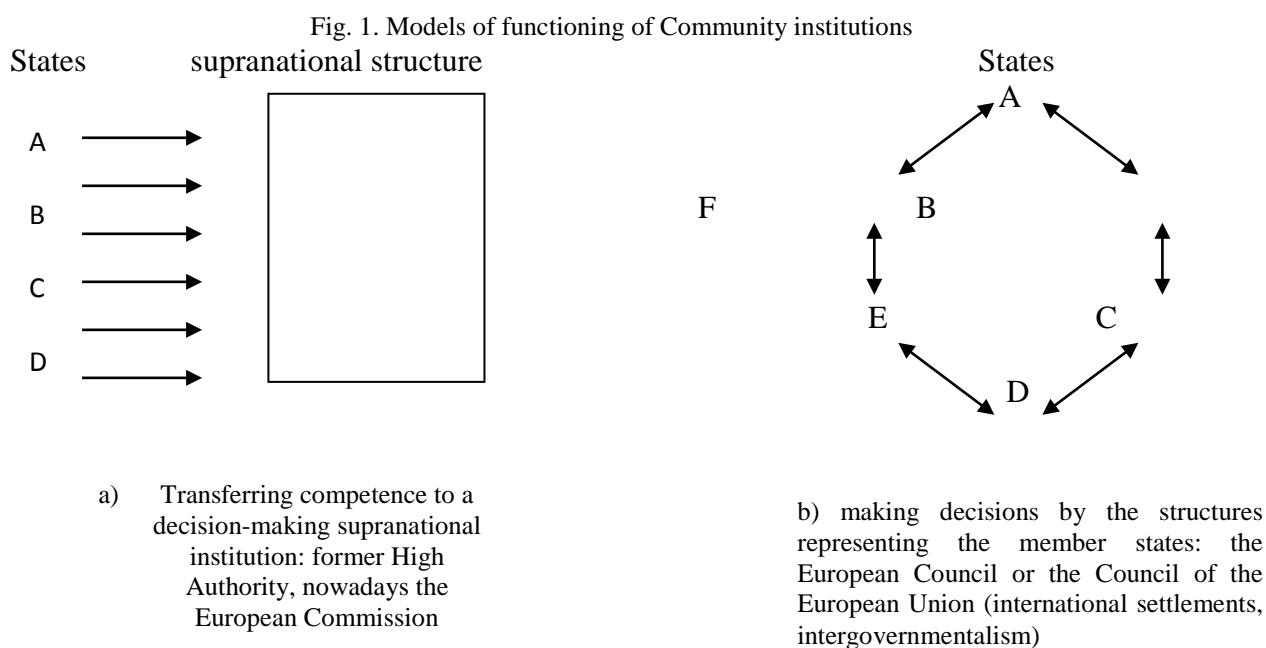 Fig. 1. Models of functioning of Community institutions
States supranational structure
A
B
C
D
a) Transferring competence to a
decision-making supranational
institution: former High
Authority, nowadays the
European Commission
States
A
F B
E C
D
b) making decisions by the structures
representing the member states: the
European Council or the Council of the
European Union (international settlements,
intergovernmentalism)